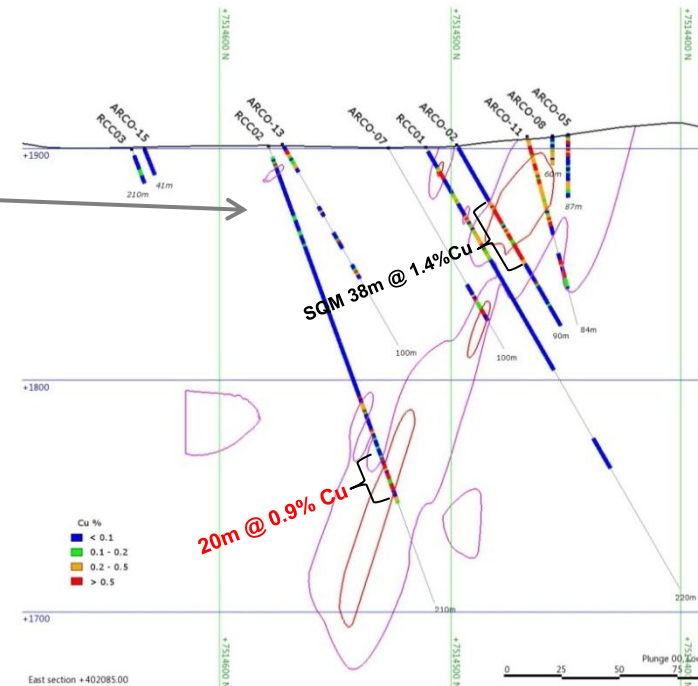 +7514600 N
+7514500 N
+7514400 N
RCC03
ARCO-15
RCC02
ARCO-13
ARCO-07
RCC01
ARCO-02
ARCO-11
ARCO-08
ARCO-05
+1900
210m
41m
60m
87m
SQM 38m @ 1.4%Cu
100m
100m
90m
84m
+1800
20m @ 0.9% Cu
Cu %
< 0.1
0.1 - 0.2
0.2 - 0.5
> 0.5
210m
220m
+1700
+7514600 N
+7514500 N
East section +402085.00
Plunge 00
0 25 50 75